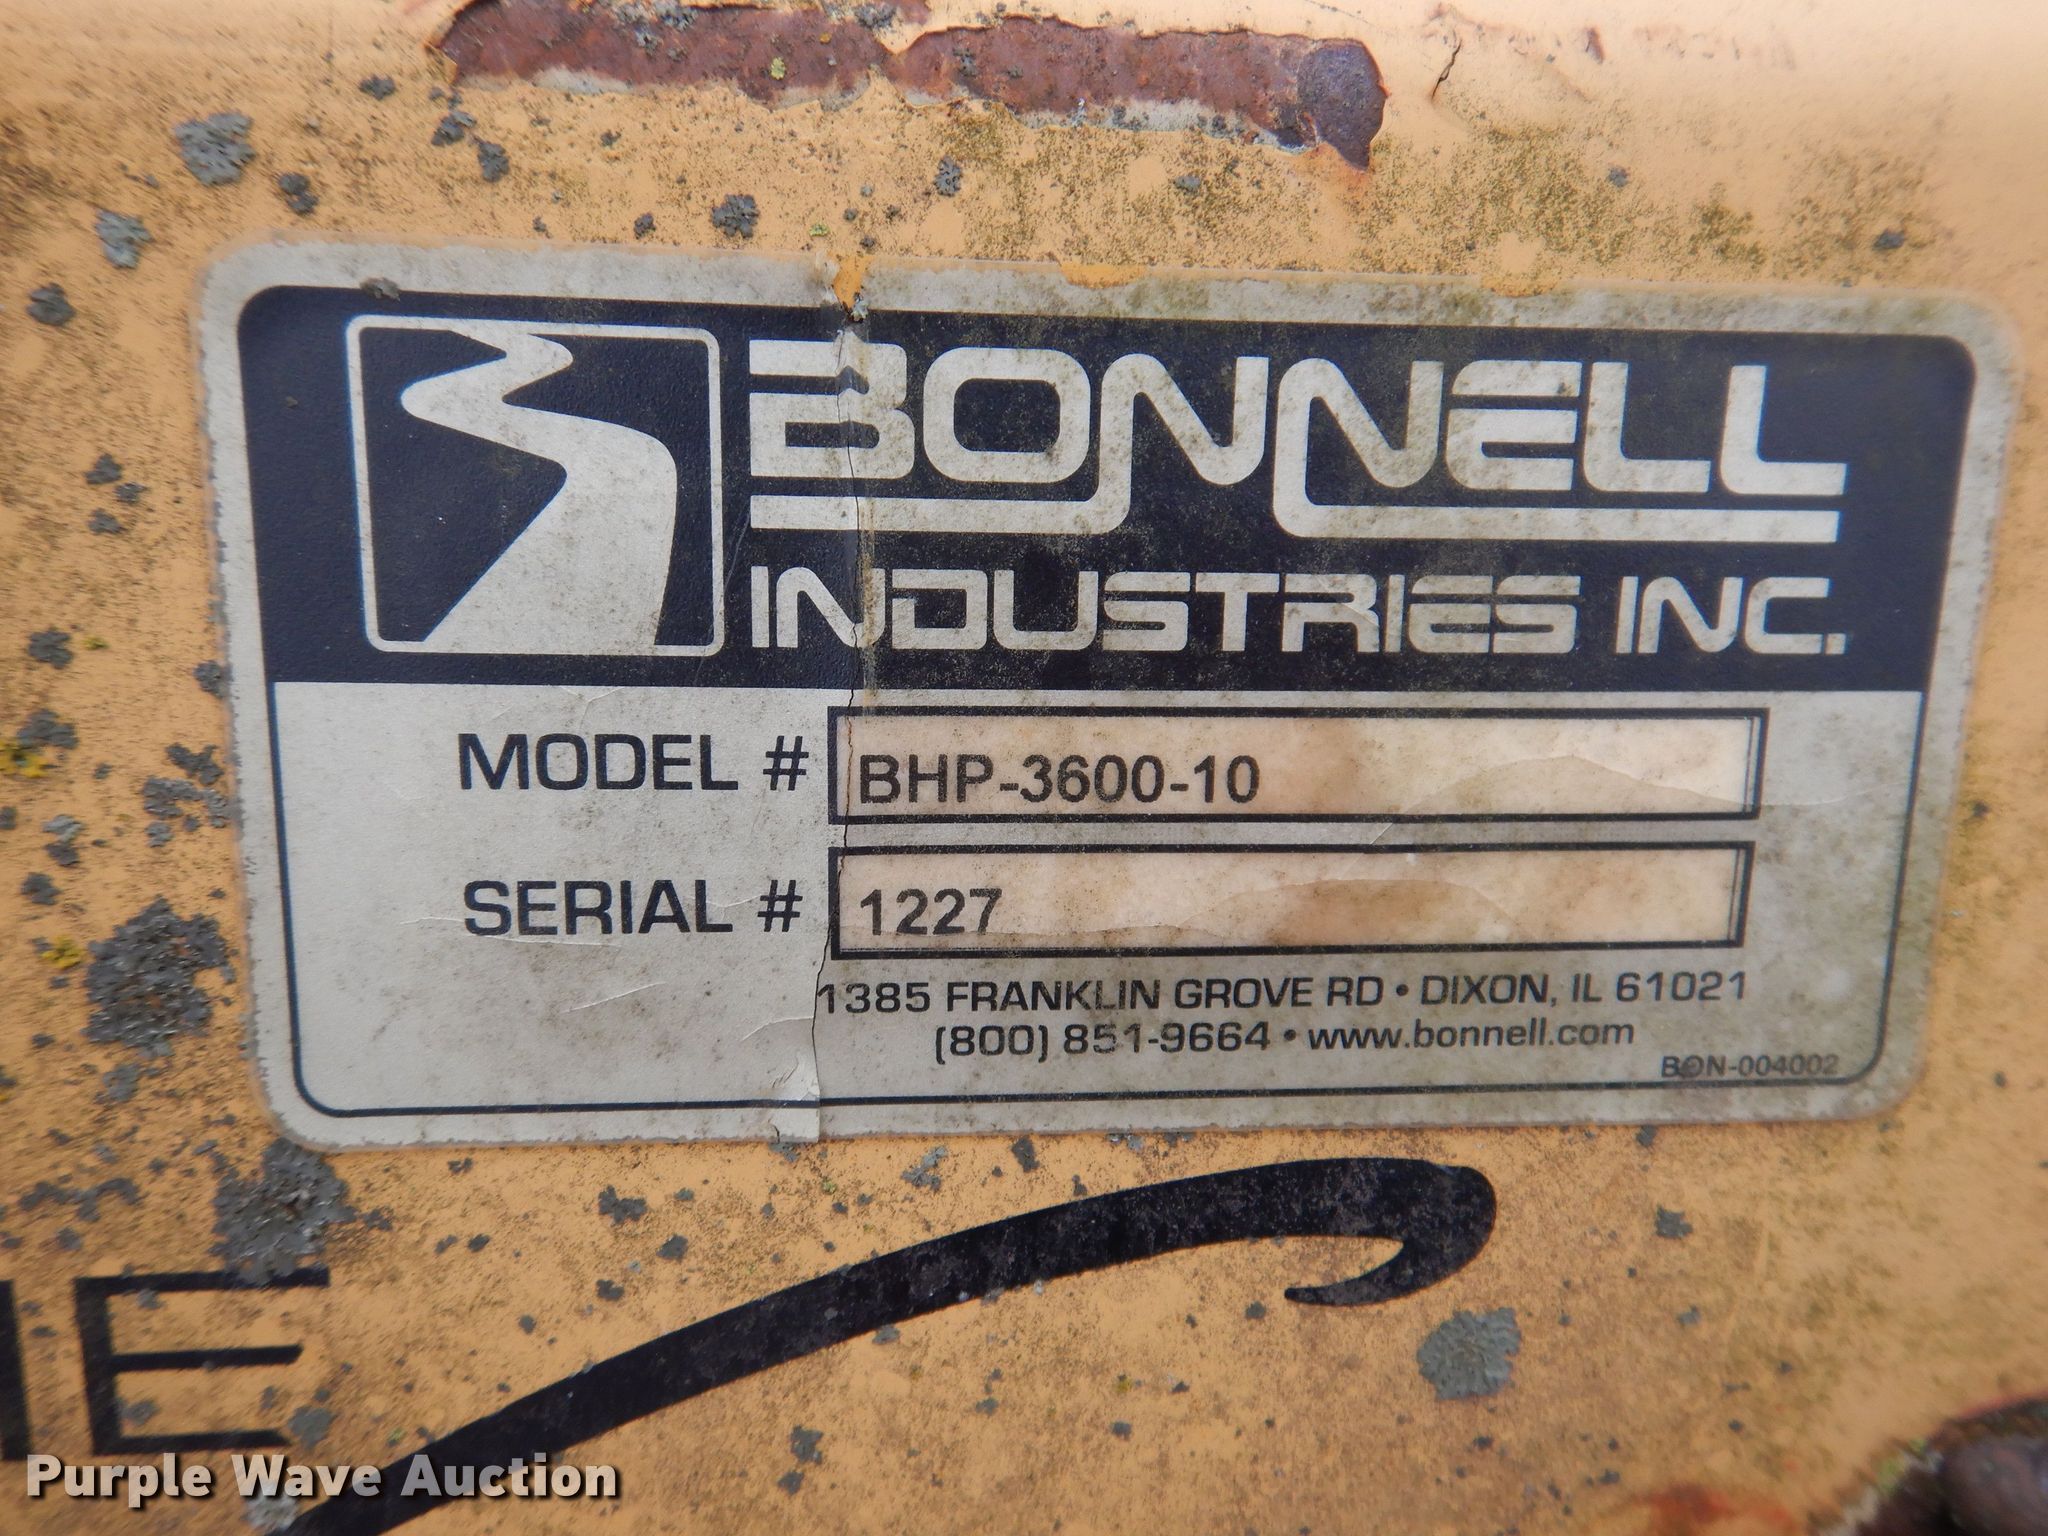 BONNELL
INDUSTRIES INC.
MODEL # BHP-3600-10
SERIAL # 1227
1385 FRANKLIN GROVE RD • DIXON, IL 61021
(800) 851-9664 • www.bonnell.com
BON-004002
Purple Wave Auction